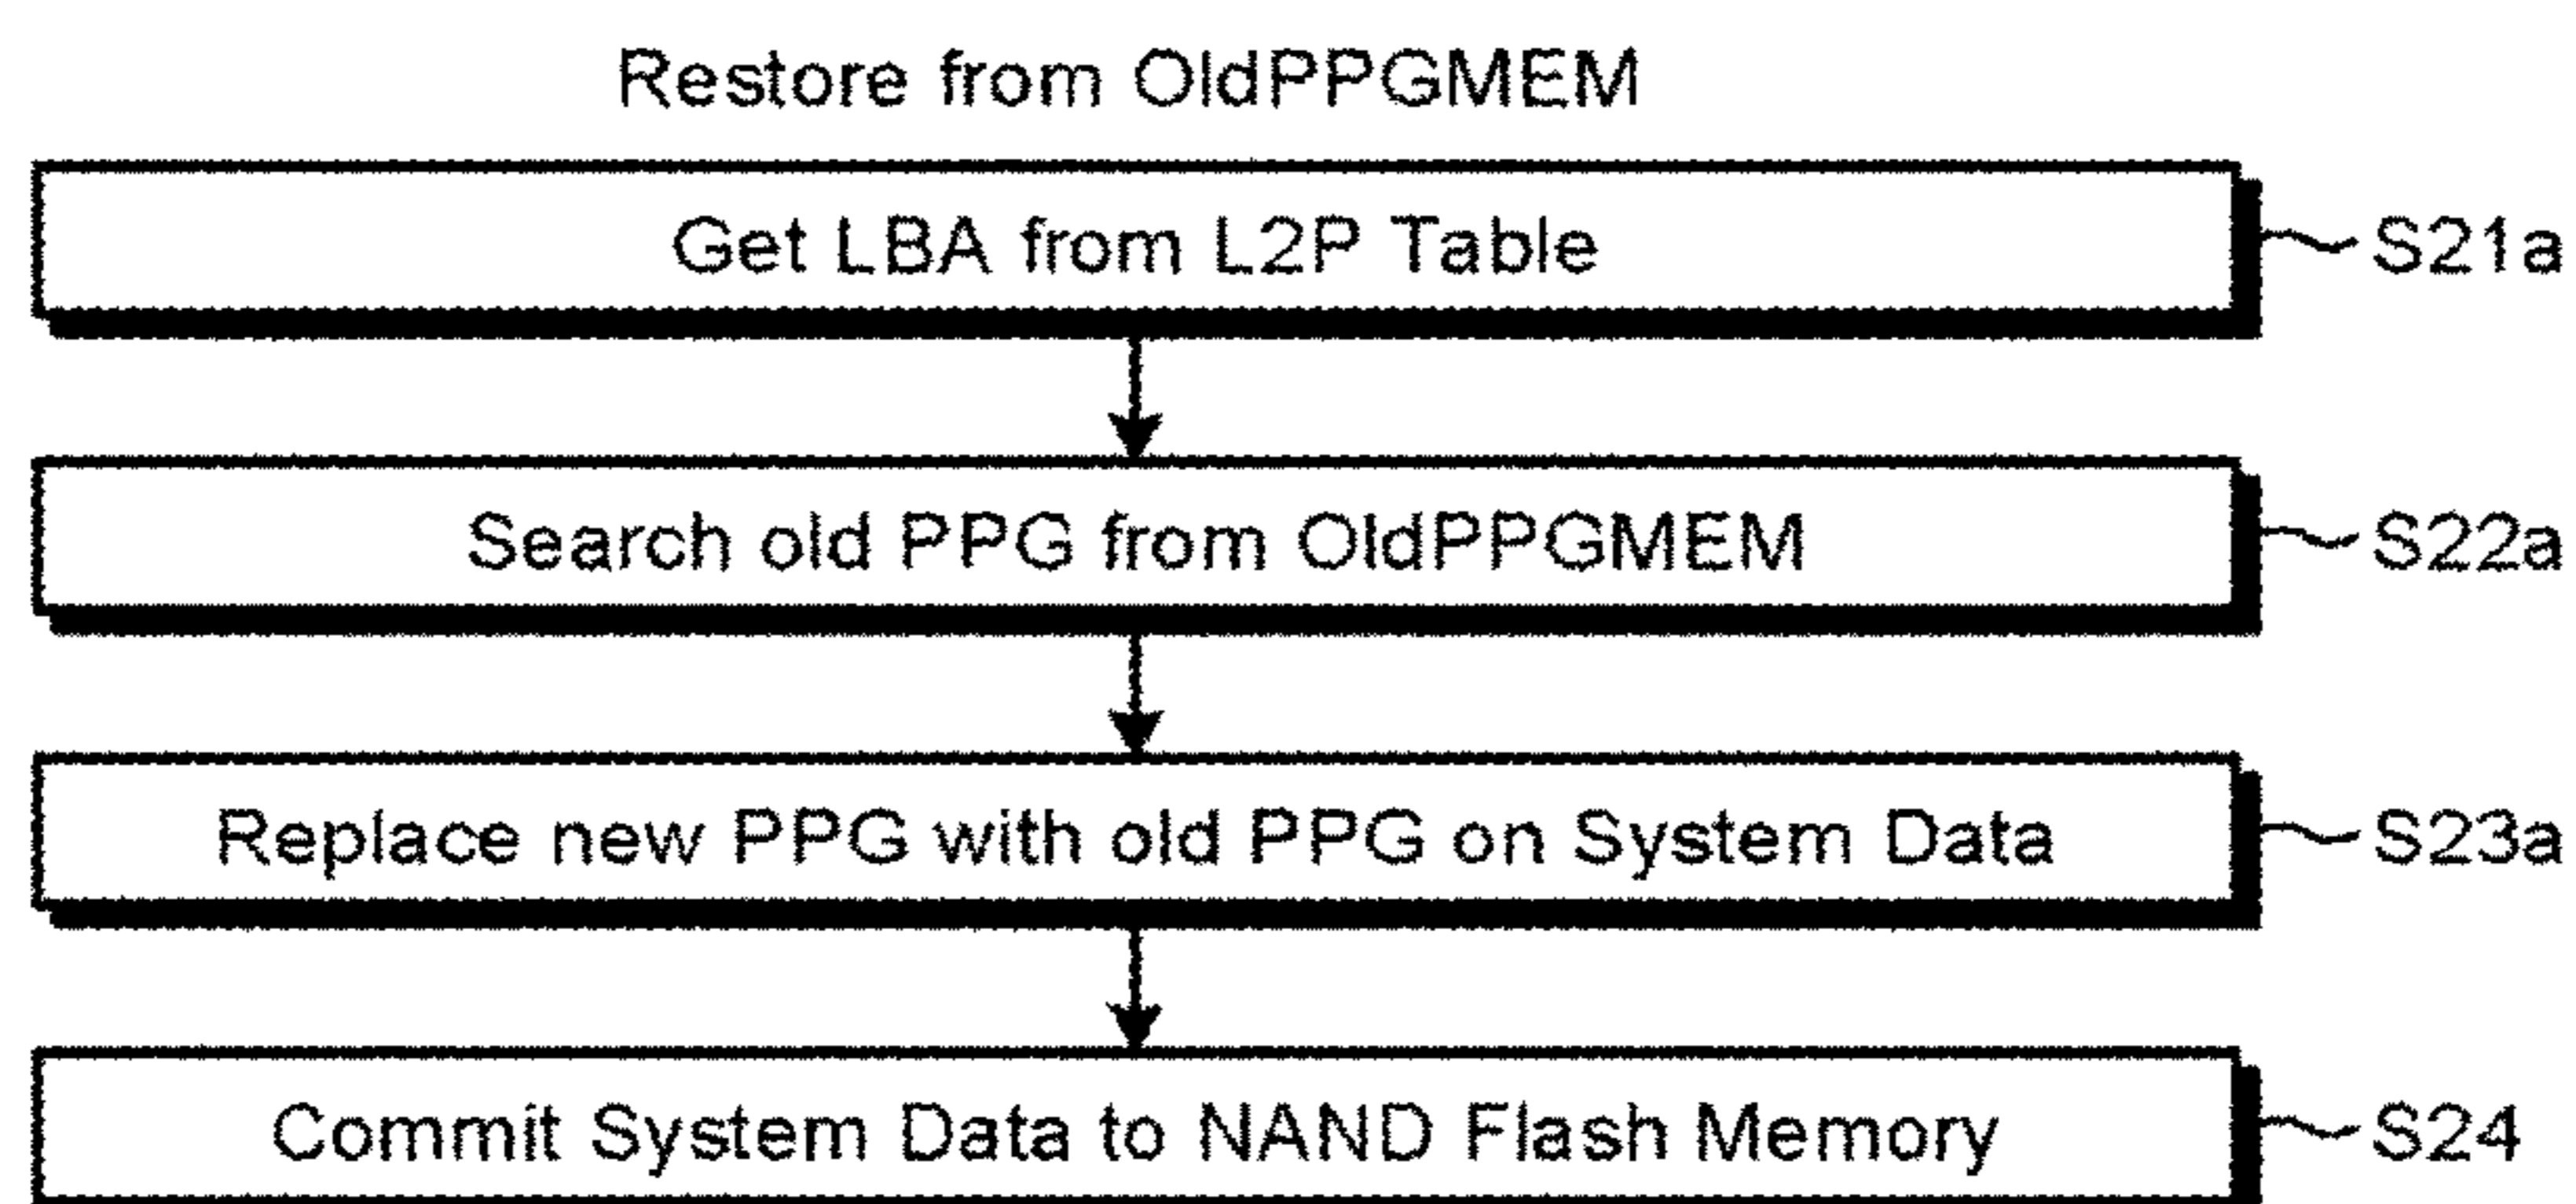 Restore from OldPPGMEM
Get LBA from L2P Table
S21a
Search old PPG from OldPPGMEM
S22a
Replace new PPG with old PPG on System Data
S23a
Commit System Data to NAND Flash Memory
S24